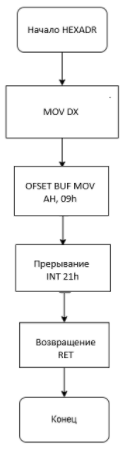 Начало HEXADR
MOV DX
OFSET BUF MOV
AH, 09h
Прерывание
INT 21h
Возвращение
RET
Конец